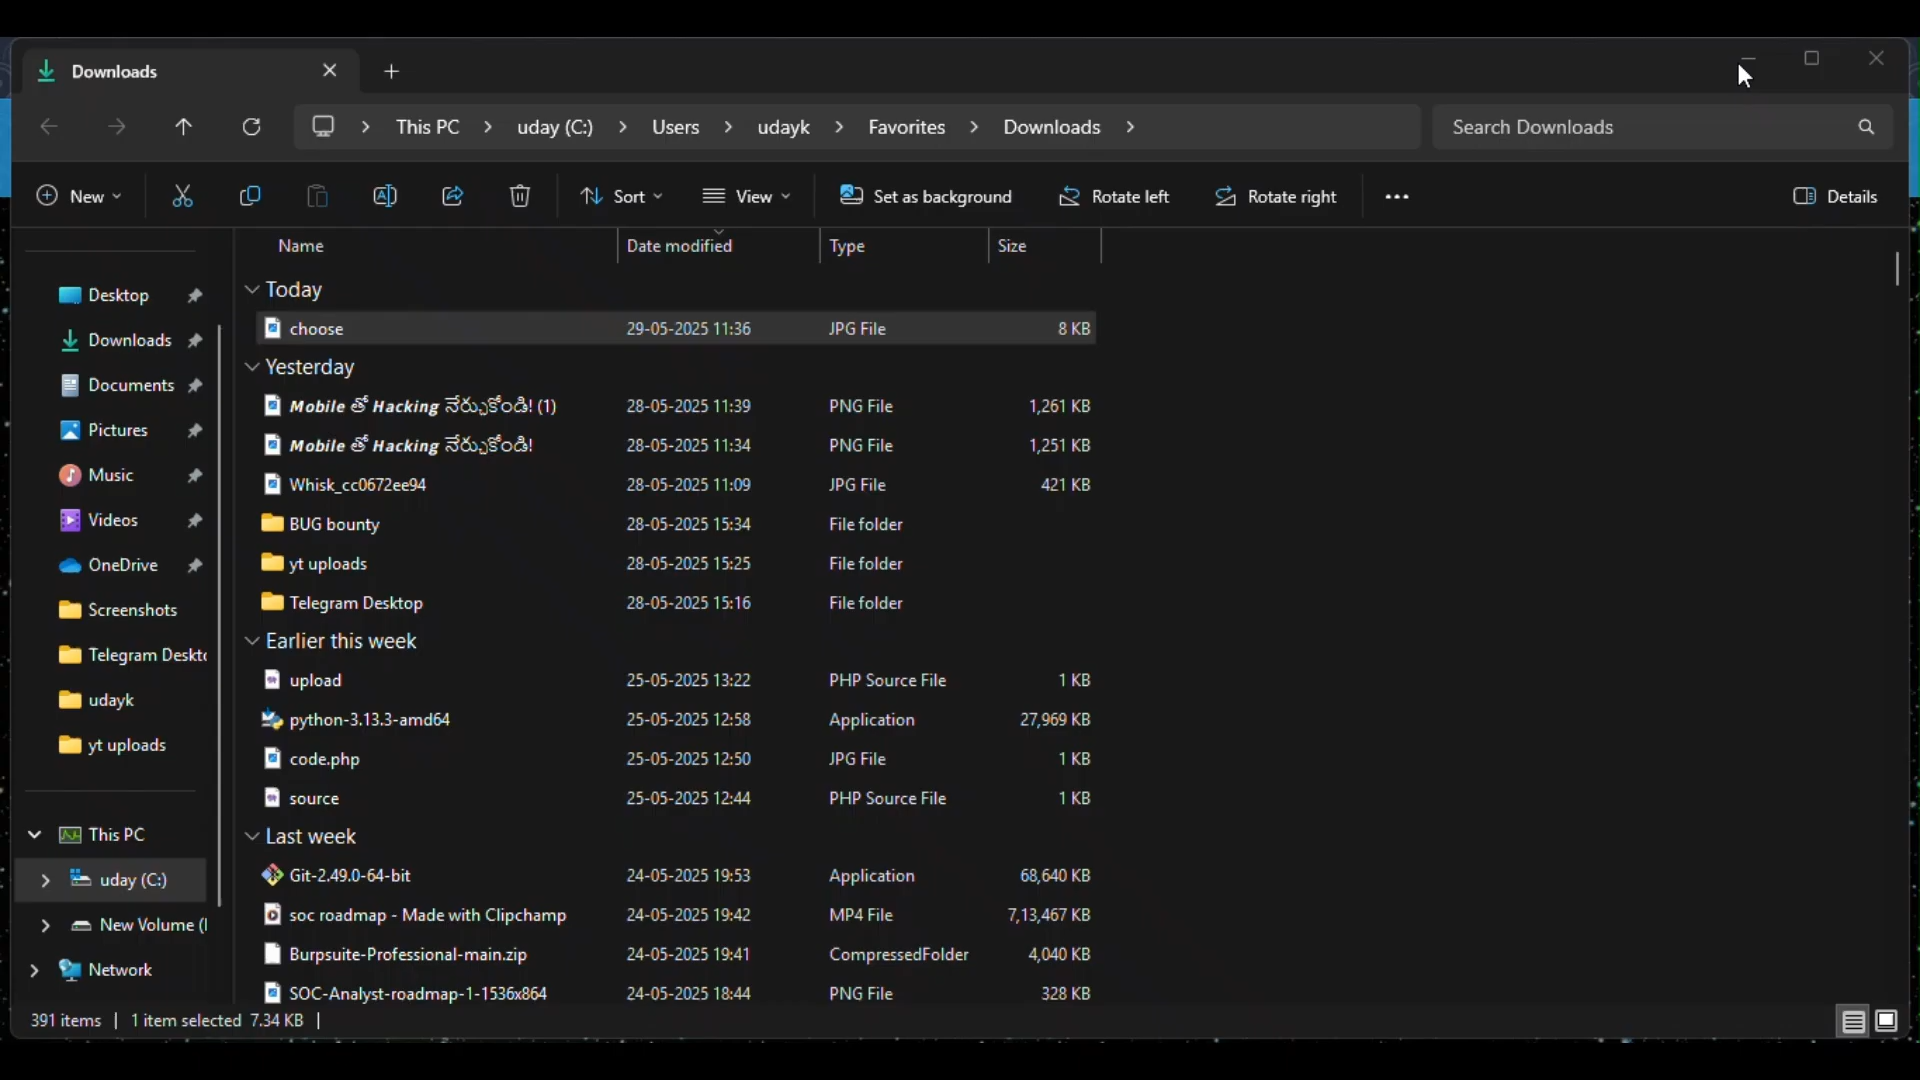 Downloads
This PC > uday (C:) > Users > udayk > Favorites > Downloads >
Search Downloads
New
Sort
View
Set as background
Rotate left
Rotate right
Details
Name Date modified Type Size
Desktop
Downloads
Documents
Pictures
Music
Videos
OneDrive
Screenshots
Telegram Deskt
udayk
yt uploads
This PC
uday (C:)
New Volume (
Network
Today
choose 29-05-2025 11:36 JPG File 8 KB
Yesterday
Mobile తో Hacking నేర్చుకోండి! (1) 28-05-2025 11:39 PNG File 1,261 KB
Mobile తో Hacking నేర్చుకోండి! 28-05-2025 11:34 PNG File 1,251 KB
Whisk_cc0672ee94 28-05-2025 11:09 JPG File 421 KB
BUG bounty 28-05-2025 15:34 File folder
yt uploads 28-05-2025 15:25 File folder
Telegram Desktop 28-05-2025 15:16 File folder
Earlier this week
upload 25-05-2025 13:22 PHP Source File 1 KB
python-3.13.3-amd64 25-05-2025 12:58 Application 27,969 KB
code.php 25-05-2025 12:50 JPG File 1 KB
source 25-05-2025 12:44 PHP Source File 1 KB
Last week
Git-2.49.0-64-bit 24-05-2025 19:53 Application 68,640 KB
soc roadmap - Made with Clipchamp 24-05-2025 19:42 MP4 File 7,13,467 KB
Burpsuite-Professional-main.zip 24-05-2025 19:41 CompressedFolder 4,040 KB
SOC-Analyst-roadmap-1-1536x864 24-05-2025 18:44 PNG File 328 KB
391 items | 1 item selected 7.34 KB |